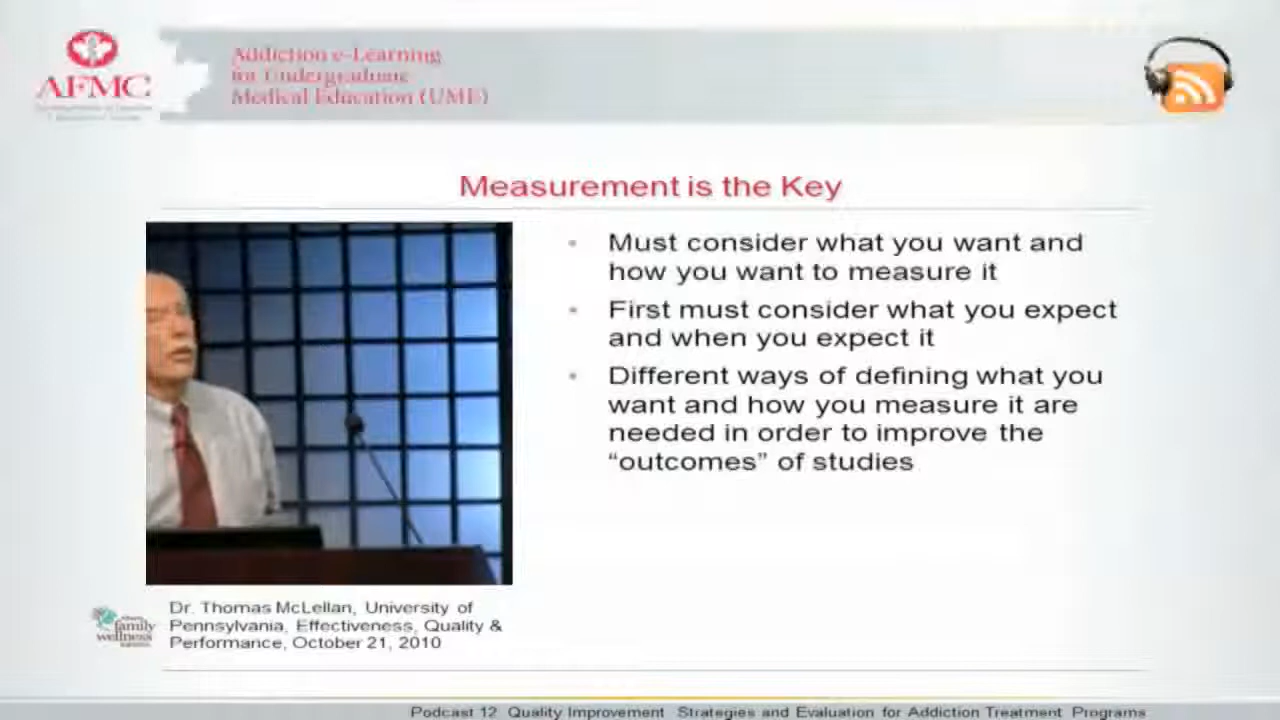 AFMC
Addiction e-Learning
for Undergraduate
Medical Education (UME)
Measurement is the Key
Must consider what you want and
how you want to measure it
First must consider what you expect
and when you expect it
Different ways of defining what you
want and how you measure it are
needed in order to improve the
“outcomes” of studies
family
wellness
Dr. Thomas McLellan, University of
Pennsylvania, Effectiveness, Quality &
Performance, October 21, 2010
Podcast 12 Quality Improvement Strategies and Evaluation for Addiction Treatment Programs